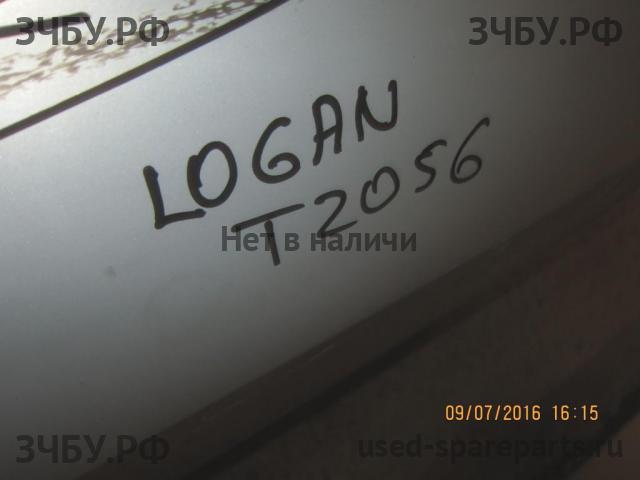 ЗЧБУ.РФ ЗЧБУ.РФ
LOGAN
T2056
Нет в наличи
09/07/2016 16:15
ЗЧБУ.РФ used-spareparts.ru